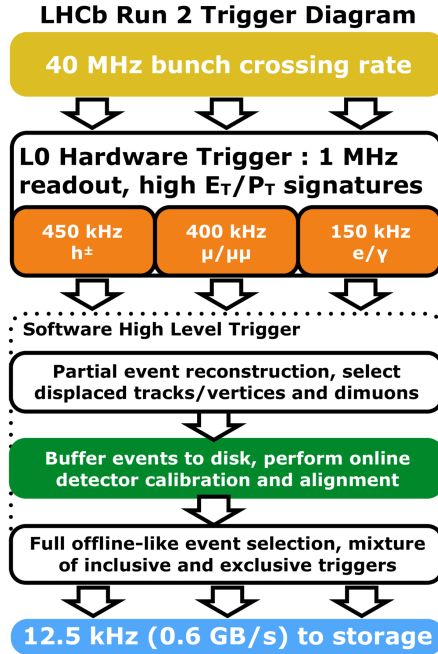 LHCb Run 2 Trigger Diagram
40 MHz bunch crossing rate
L0 Hardware Trigger : 1 MHz
readout, high Eᴛ/Pᴛ signatures
450 kHz
h±
400 kHz
μ/μμ
150 kHz
e/γ
Software High Level Trigger
Partial event reconstruction, select
displaced tracks/vertices and dimuons
Buffer events to disk, perform online
detector calibration and alignment
Full offline-like event selection, mixture
of inclusive and exclusive triggers
12.5 kHz (0.6 GB/s) to storage